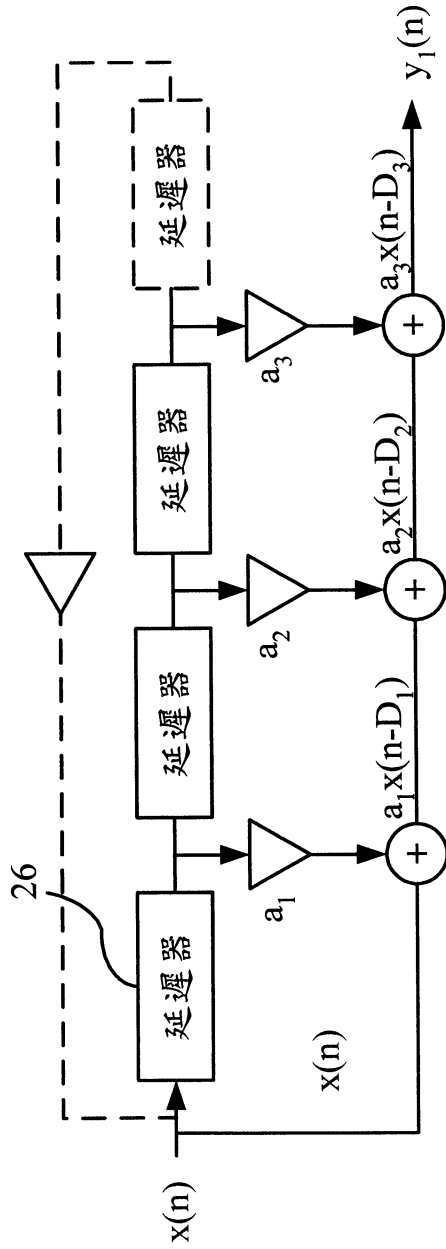 26
x(n)
延遲器
延遲器
延遲器
延遲器
a₁
a₂
a₃
x(n)
a₁x(n-D₁)
a₂x(n-D₂)
a₃x(n-D₃)
y₁(n)
+
+
+